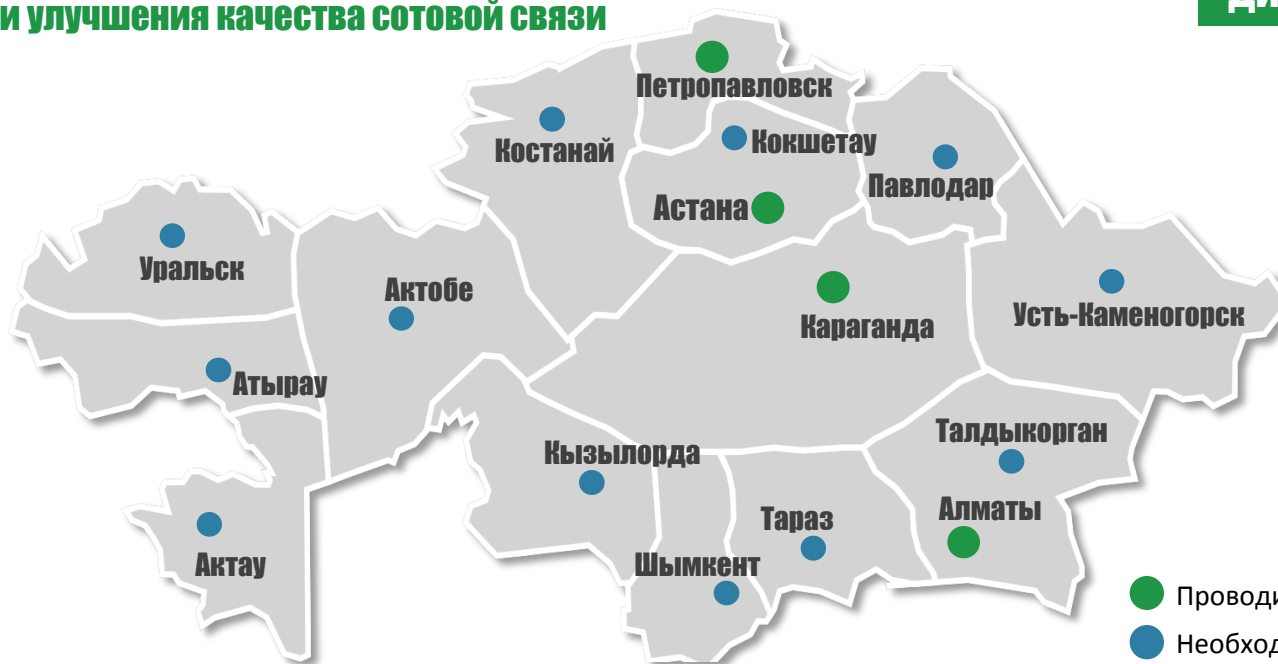 и улучшения качества сотовой связи
Петропавловск
Костанай
Кокшетау
Павлодар
Астана
Уральск
Актобе
Караганда
Усть-Каменогорск
Атырау
Талдыкорган
Кызылорда
Алматы
Тараз
Актау
Шымкент